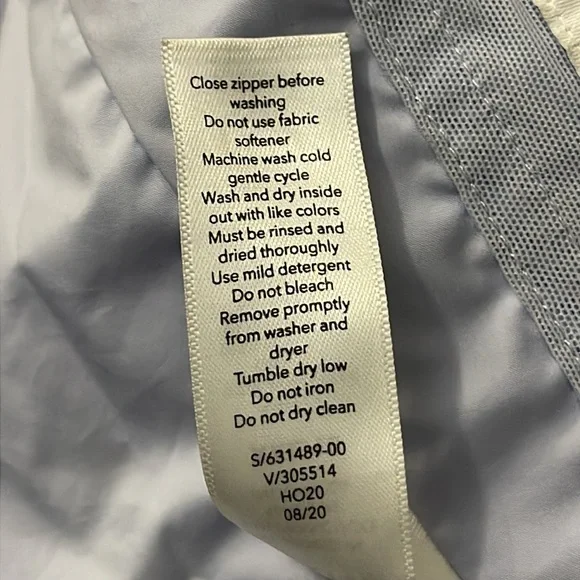 Close zipper before
washing
Do not use fabric
softener
Machine wash cold
gentle cycle
Wash and dry inside
out with like colors
Must be rinsed and
dried thoroughly
Use mild detergent
Do not bleach
Remove promptly
from washer and
dryer
Tumble dry low
Do not iron
Do not dry clean
S/631489-00
V/305514
HO20
08/20